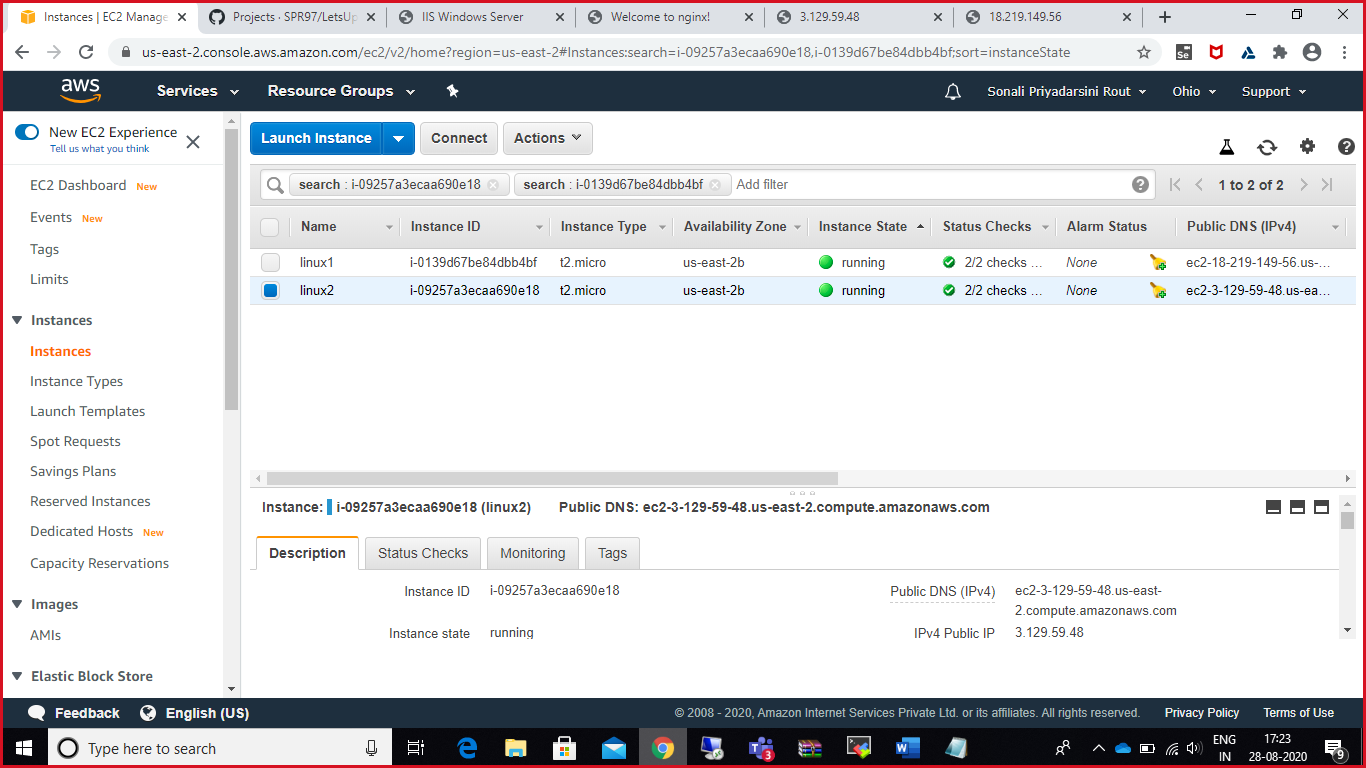 Instances | EC2 Manage
Projects · SPR97/LetsUp
IIS Windows Server
Welcome to nginx!
3.129.59.48
18.219.149.56
us-east-2.console.aws.amazon.com/ec2/v2/home?region=us-east-2#Instances:search=i-09257a3ecaa690e18,i-0139d67be84dbb4bf;sort=instanceState
Se
aws Services Resource Groups Sonali Priyadarsini Rout Ohio Support
New EC2 Experience
Tell us what you think
EC2 Dashboard New
Events New
Tags
Limits
Instances
Instances
Instance Types
Launch Templates
Spot Requests
Savings Plans
Reserved Instances
Dedicated Hosts New
Capacity Reservations
Images
AMIs
Elastic Block Store
Launch Instance Connect Actions
search : i-09257a3ecaa690e18 search : i-0139d67be84dbb4bf Add filter 1 to 2 of 2
Name Instance ID Instance Type Availability Zone Instance State Status Checks Alarm Status Public DNS (IPv4)
linux1 i-0139d67be84dbb4bf t2.micro us-east-2b running 2/2 checks ... None ec2-18-219-149-56.us-...
linux2 i-09257a3ecaa690e18 t2.micro us-east-2b running 2/2 checks ... None ec2-3-129-59-48.us-ea...
Instance: i-09257a3ecaa690e18 (linux2) Public DNS: ec2-3-129-59-48.us-east-2.compute.amazonaws.com
Description Status Checks Monitoring Tags
Instance ID i-09257a3ecaa690e18 Public DNS (IPv4) ec2-3-129-59-48.us-east-
2.compute.amazonaws.com
Instance state running IPv4 Public IP 3.129.59.48
Feedback English (US) © 2008 - 2020, Amazon Internet Services Private Ltd. or its affiliates. All rights reserved. Privacy Policy Terms of Use
Type here to search
3
ENG
IN
17:23
28-08-2020
9